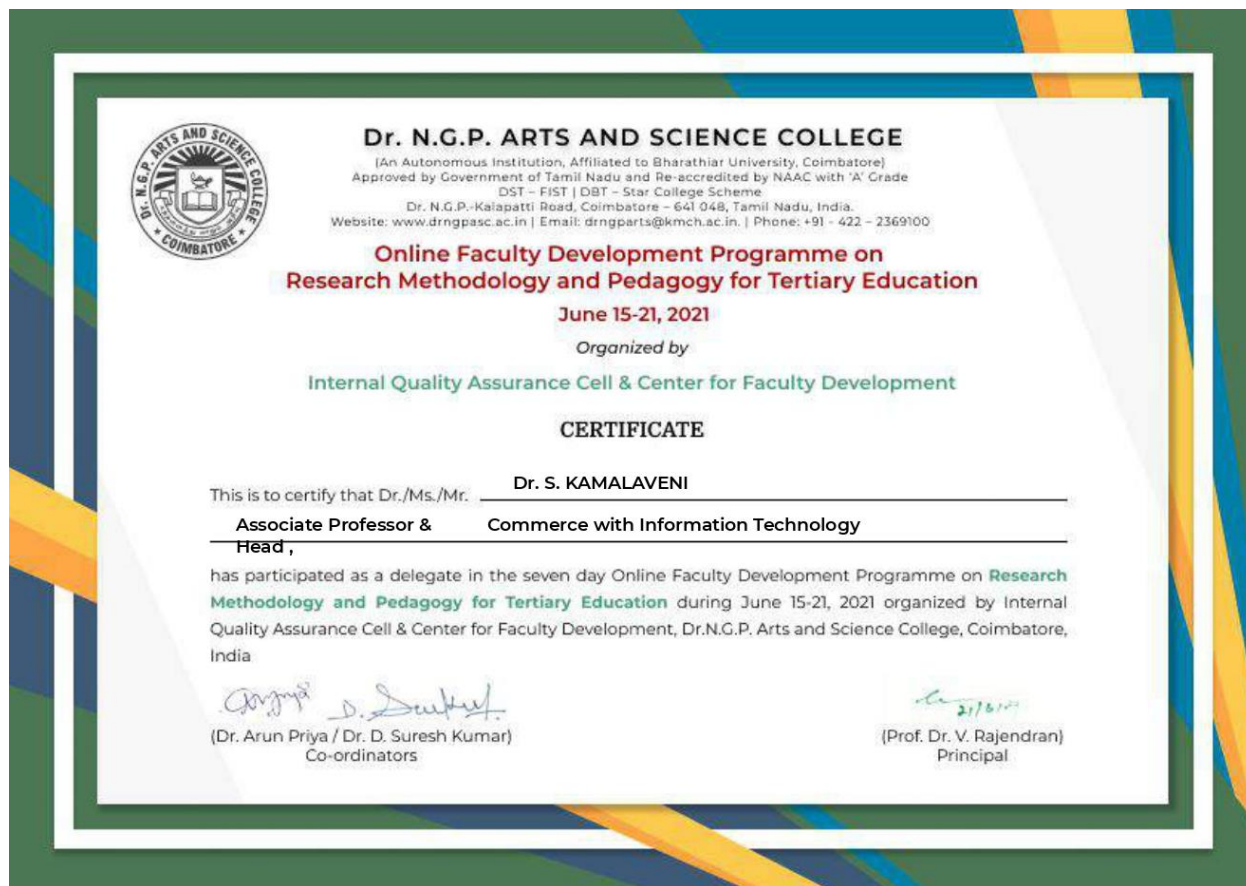 Dr. N.G.P. ARTS AND SCIENCE COLLEGE
COIMBATORE
Dr. N.G.P. ARTS AND SCIENCE COLLEGE
(An Autonomous Institution, Affiliated to Bharathiar University, Coimbatore)
Approved by Government of Tamil Nadu and Re-accredited by NAAC with 'A' Grade
DST – FIST | DBT – Star College Scheme
Dr. N.G.P.-Kalapatti Road, Coimbatore – 641 048, Tamil Nadu, India.
Website: www.drngpasc.ac.in | Email: drngparts@kmch.ac.in. | Phone: +91 - 422 – 2369100
Online Faculty Development Programme on
Research Methodology and Pedagogy for Tertiary Education
June 15-21, 2021
Organized by
Internal Quality Assurance Cell & Center for Faculty Development
CERTIFICATE
This is to certify that Dr./Ms./Mr. Dr. S. KAMALAVENI
Associate Professor & Commerce with Information Technology
Head ,
has participated as a delegate in the seven day Online Faculty Development Programme on Research
Methodology and Pedagogy for Tertiary Education during June 15-21, 2021 organized by Internal
Quality Assurance Cell & Center for Faculty Development, Dr.N.G.P. Arts and Science College, Coimbatore,
India
(Dr. Arun Priya / Dr. D. Suresh Kumar) (Prof. Dr. V. Rajendran)
Co-ordinators Principal